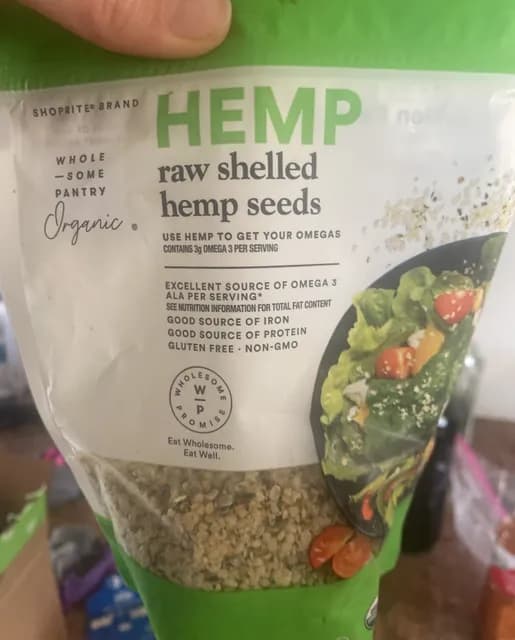 SHOPRITE® BRAND
WHOLE
—SOME
PANTRY
Organic®
HEMP
raw shelled
hemp seeds
USE HEMP TO GET YOUR OMEGAS
CONTAINS 3g OMEGA 3 PER SERVING
EXCELLENT SOURCE OF OMEGA 3
ALA PER SERVING*
SEE NUTRITION INFORMATION FOR TOTAL FAT CONTENT
GOOD SOURCE OF IRON
GOOD SOURCE OF PROTEIN
GLUTEN FREE · NON-GMO
WHOLESOME
W
P
PROMISE
Eat Wholesome.
Eat Well.